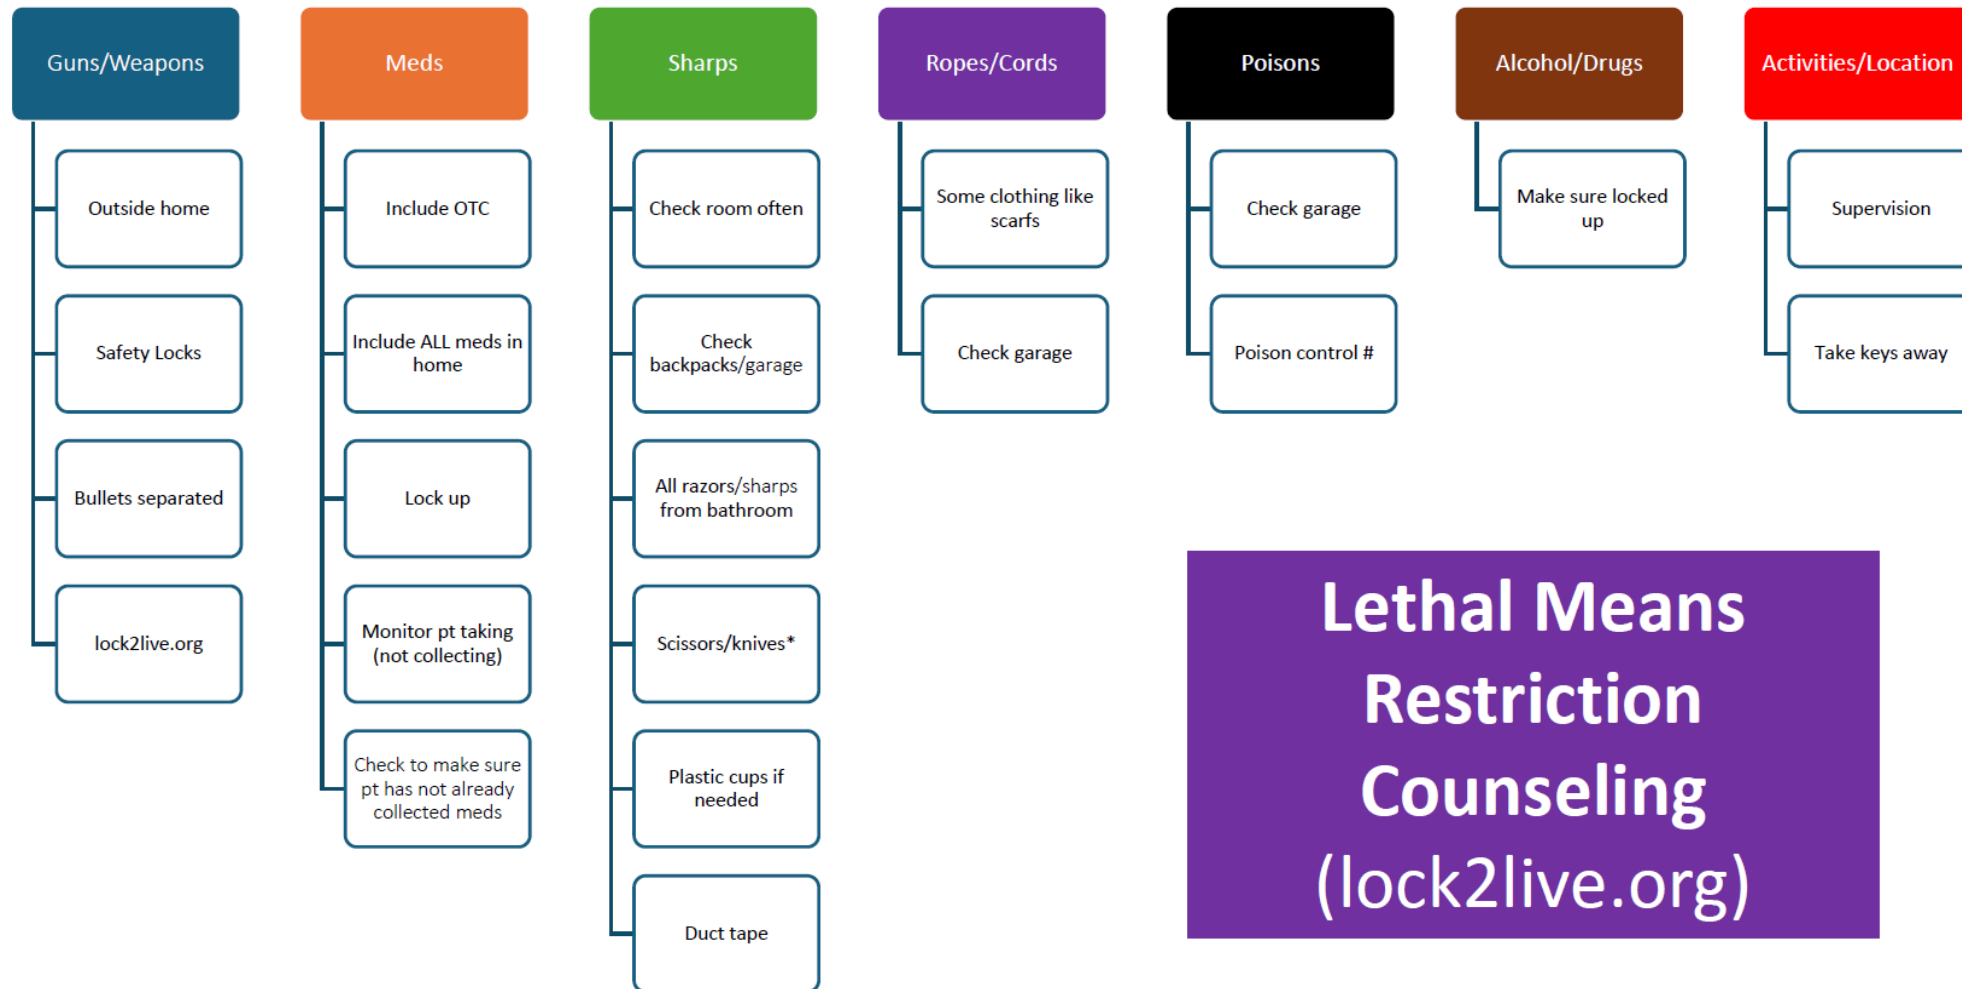 Guns/Weapons
Outside home
Safety Locks
Bullets separated
lock2live.org
Meds
Include OTC
Include ALL meds in
home
Lock up
Monitor pt taking
(not collecting)
Check to make sure
pt has not already
collected meds
Sharps
Check room often
Check
backpacks/garage
All razors/sharps
from bathroom
Scissors/knives*
Plastic cups if
needed
Duct tape
Ropes/Cords
Some clothing like
scarfs
Check garage
Poisons
Check garage
Poison control #
Alcohol/Drugs
Make sure locked
up
Activities/Location
Supervision
Take keys away
Lethal Means
Restriction
Counseling
(lock2live.org)